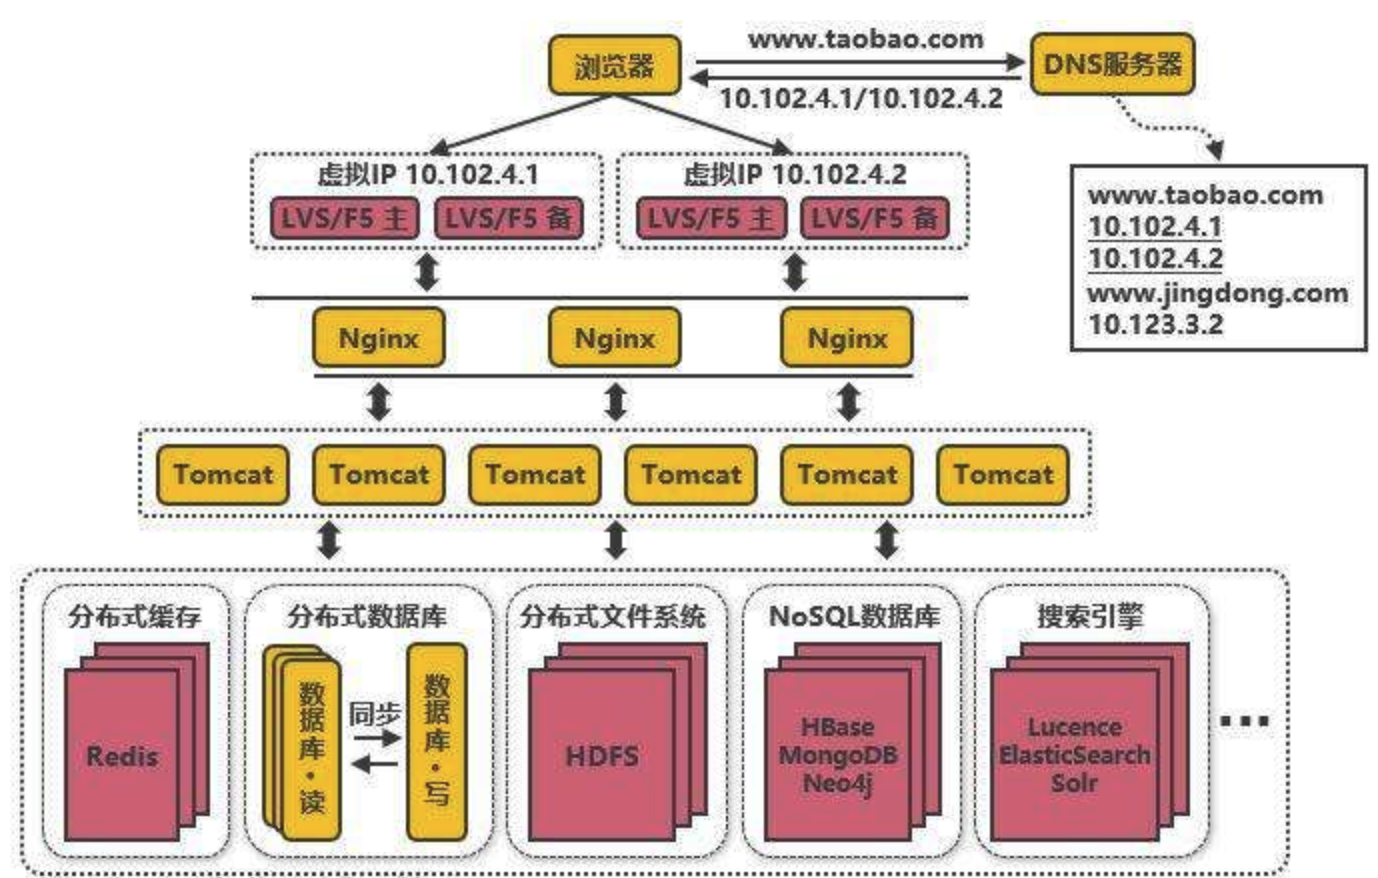 www.taobao.com
浏览器
DNS服务器
10.102.4.1/10.102.4.2
虚拟IP 10.102.4.1
LVS/F5 主
LVS/F5 备
虚拟IP 10.102.4.2
LVS/F5 主
LVS/F5 备
www.taobao.com
10.102.4.1
10.102.4.2
www.jingdong.com
10.123.3.2
Nginx
Nginx
Nginx
Tomcat
Tomcat
Tomcat
Tomcat
Tomcat
Tomcat
分布式缓存
Redis
分布式数据库
数据库·读
同步
数据库·写
分布式文件系统
HDFS
NoSQL数据库
HBase
MongoDB
Neo4j
搜索引擎
Lucence
ElasticSearch
Solr
...